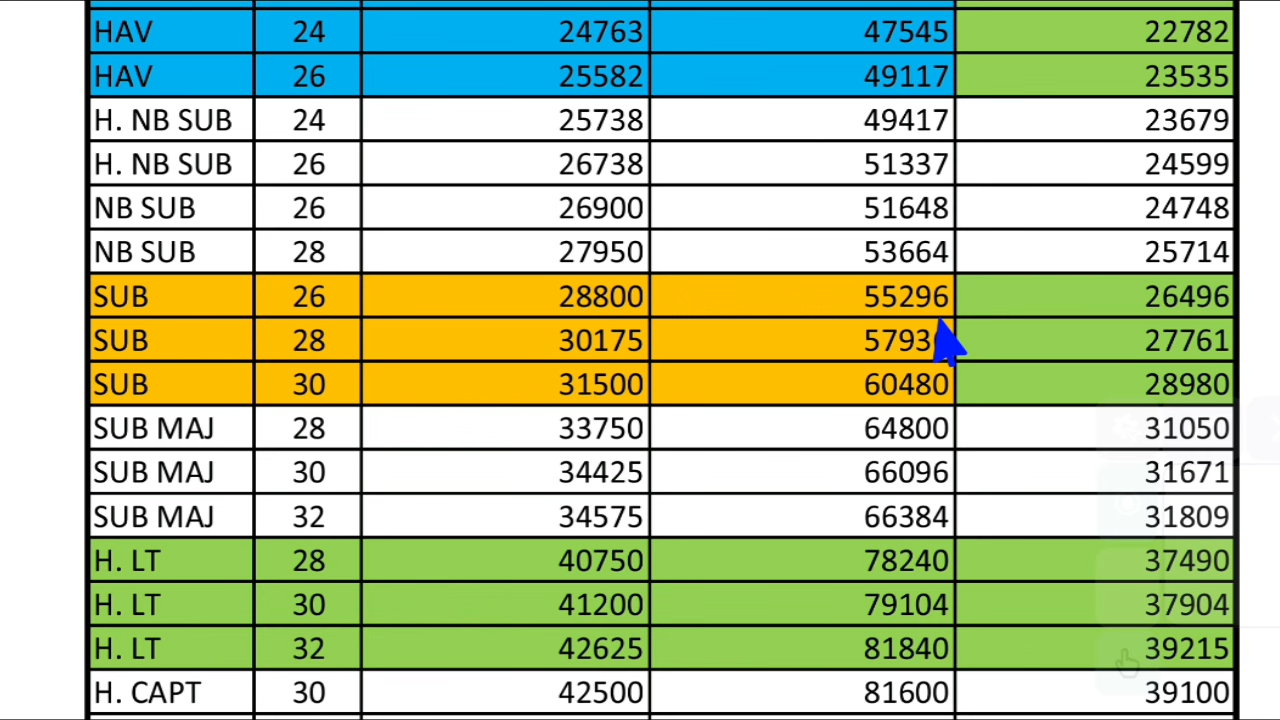 HAV 24 24763 47545 22782
HAV 26 25582 49117 23535
H. NB SUB 24 25738 49417 23679
H. NB SUB 26 26738 51337 24599
NB SUB 26 26900 51648 24748
NB SUB 28 27950 53664 25714
SUB 26 28800 55296 26496
SUB 28 30175 27761
SUB 30 31500 60480 28980
SUB MAJ 28 33750 64800 31050
SUB MAJ 30 34425 66096 31671
SUB MAJ 32 34575 66384 31809
H. LT 28 40750 78240 37490
H. LT 30 41200 79104 37904
H. LT 32 42625 81840 39215
H. CAPT 30 42500 81600 39100